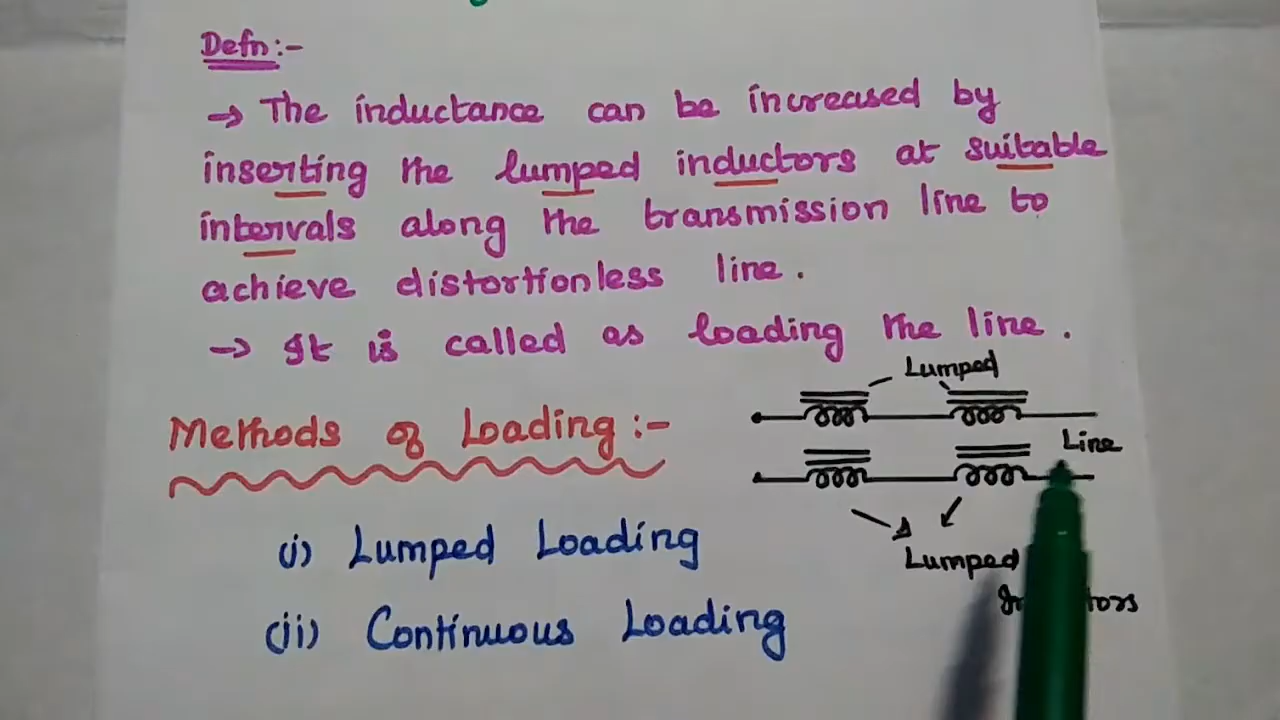 Defn:-
→ The inductance can be increased by
inserting the lumped inductors at suitable
intervals along the transmission line to
achieve distortionless line.
→ It is called as loading the line.
Lumped
Line
Methods of Loading:-
Lumped
(i) Lumped Loading
(ii) Continuous Loading